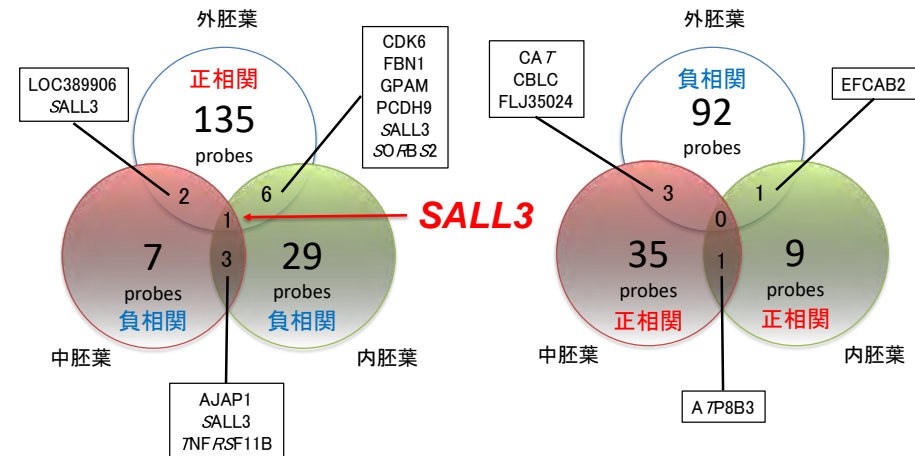 外胚葉
正相関
135
probes
LOC389906
SALL3
CDK6
FBN1
GPAM
PCDH9
SALL3
SORBS2
2
6
1
3
SALL3
7
probes
負相関
29
probes
負相関
中胚葉
内胚葉
AJAP1
SALL3
TNFRSF11B
外胚葉
負相関
92
probes
CAT
CBLC
FLJ35024
EFCAB2
3
1
0
1
35
probes
正相関
9
probes
正相関
中胚葉
内胚葉
ATP8B3